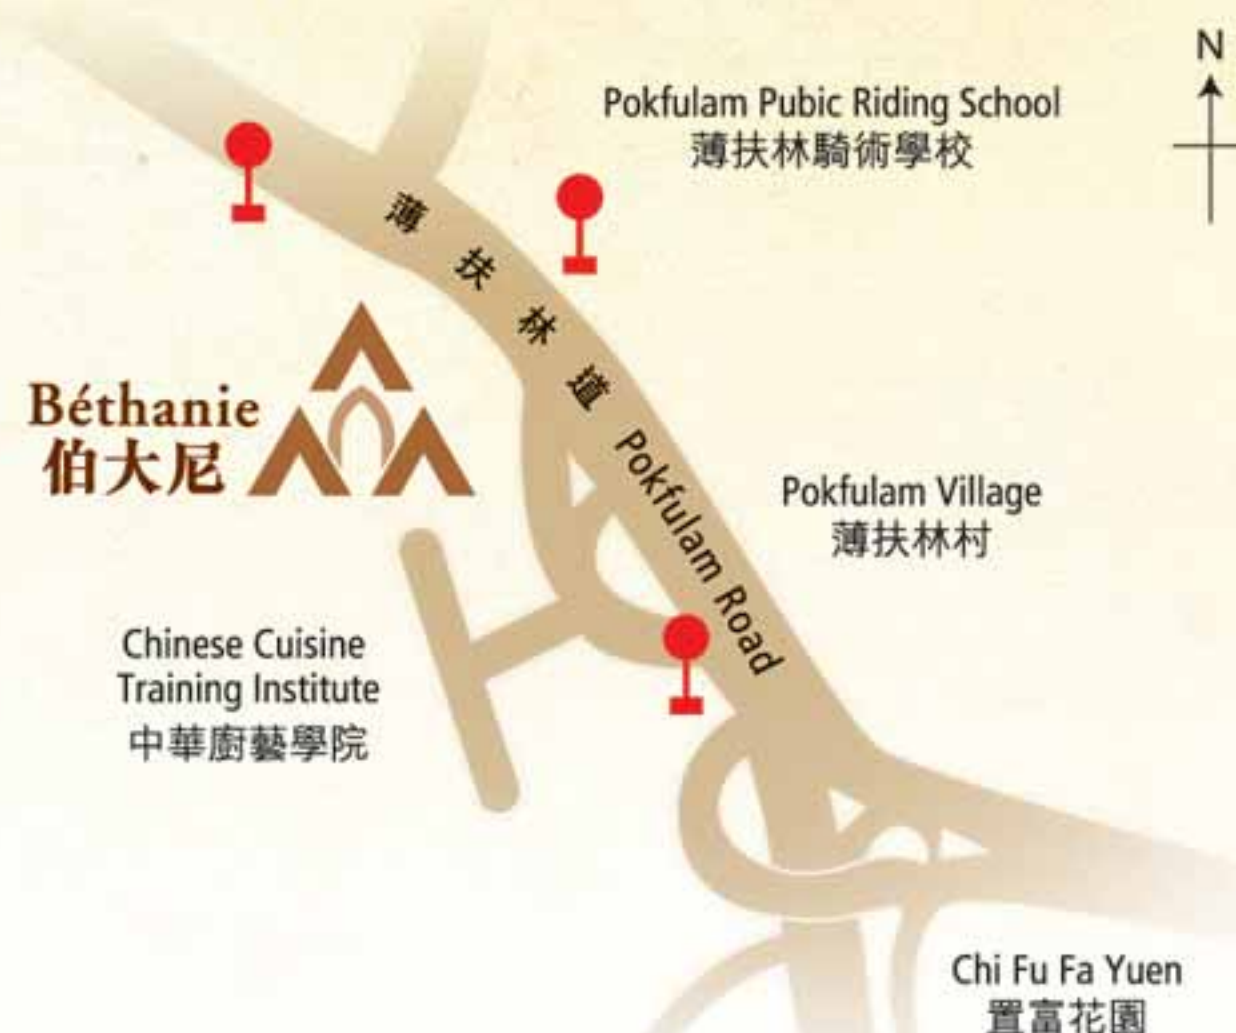 N
Pokfulam Pubic Riding School
薄扶林騎術學校
薄扶林道 Pokfulam Road
Béthanie
伯大尼
Pokfulam Village
薄扶林村
Chinese Cuisine
Training Institute
中華廚藝學院
Chi Fu Fa Yuen
置富花園